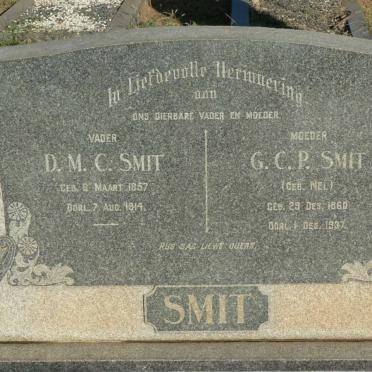 In Liefdevolle Herinnering
aan
ONS DIERBARE VADER EN MOEDER
VADER
D. M. C. SMIT
GEB. 6 MAART 1857
OORL. 7 AUG. 1914.
MOEDER
G. C. P. SMIT
(GEB. NEL)
GEB. 29 DES. 1860
OORL. 1 DES. 1937.
RUS SAG LIEWE OUERS.
SMIT